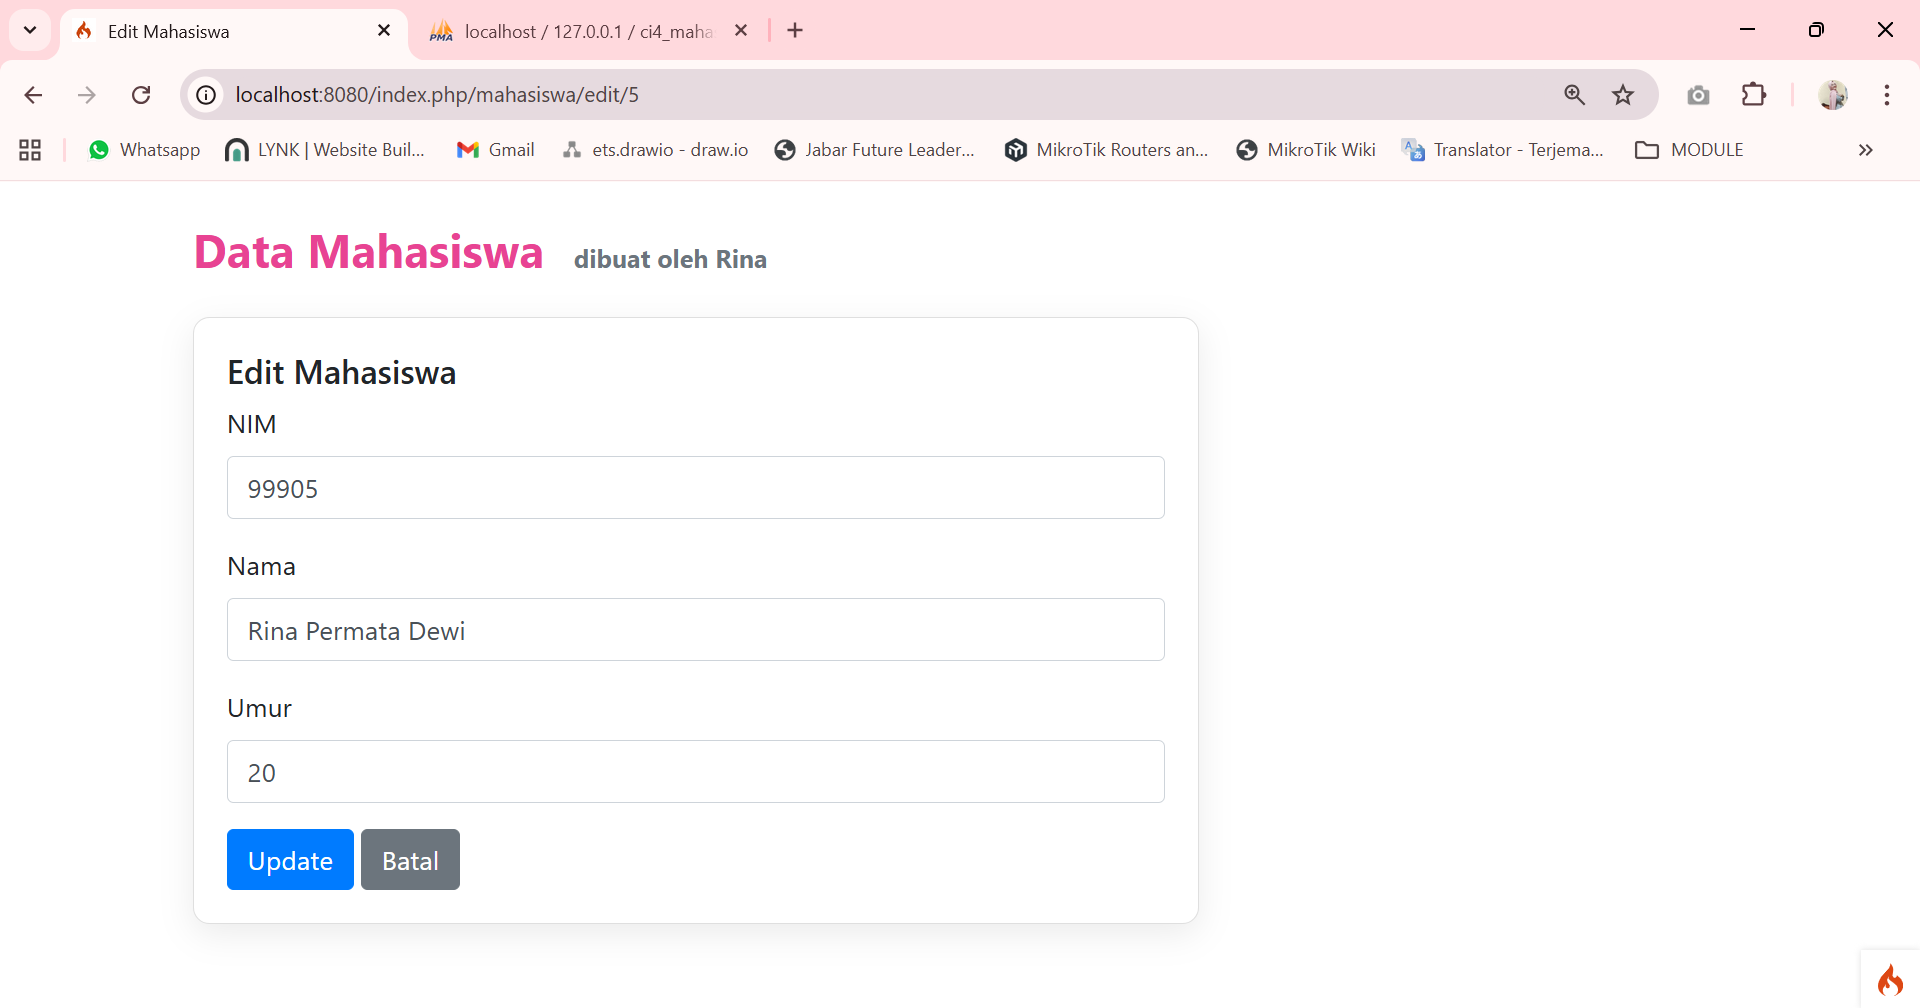 Edit Mahasiswa
localhost / 127.0.0.1 / ci4_maha
localhost:8080/index.php/mahasiswa/edit/5
Whatsapp
LYNK | Website Buil...
Gmail
ets.drawio - draw.io
Jabar Future Leader...
MikroTik Routers an...
MikroTik Wiki
Translator - Terjema...
MODULE
Data Mahasiswa dibuat oleh Rina
Edit Mahasiswa
NIM
99905
Nama
Rina Permata Dewi
Umur
20
Update Batal